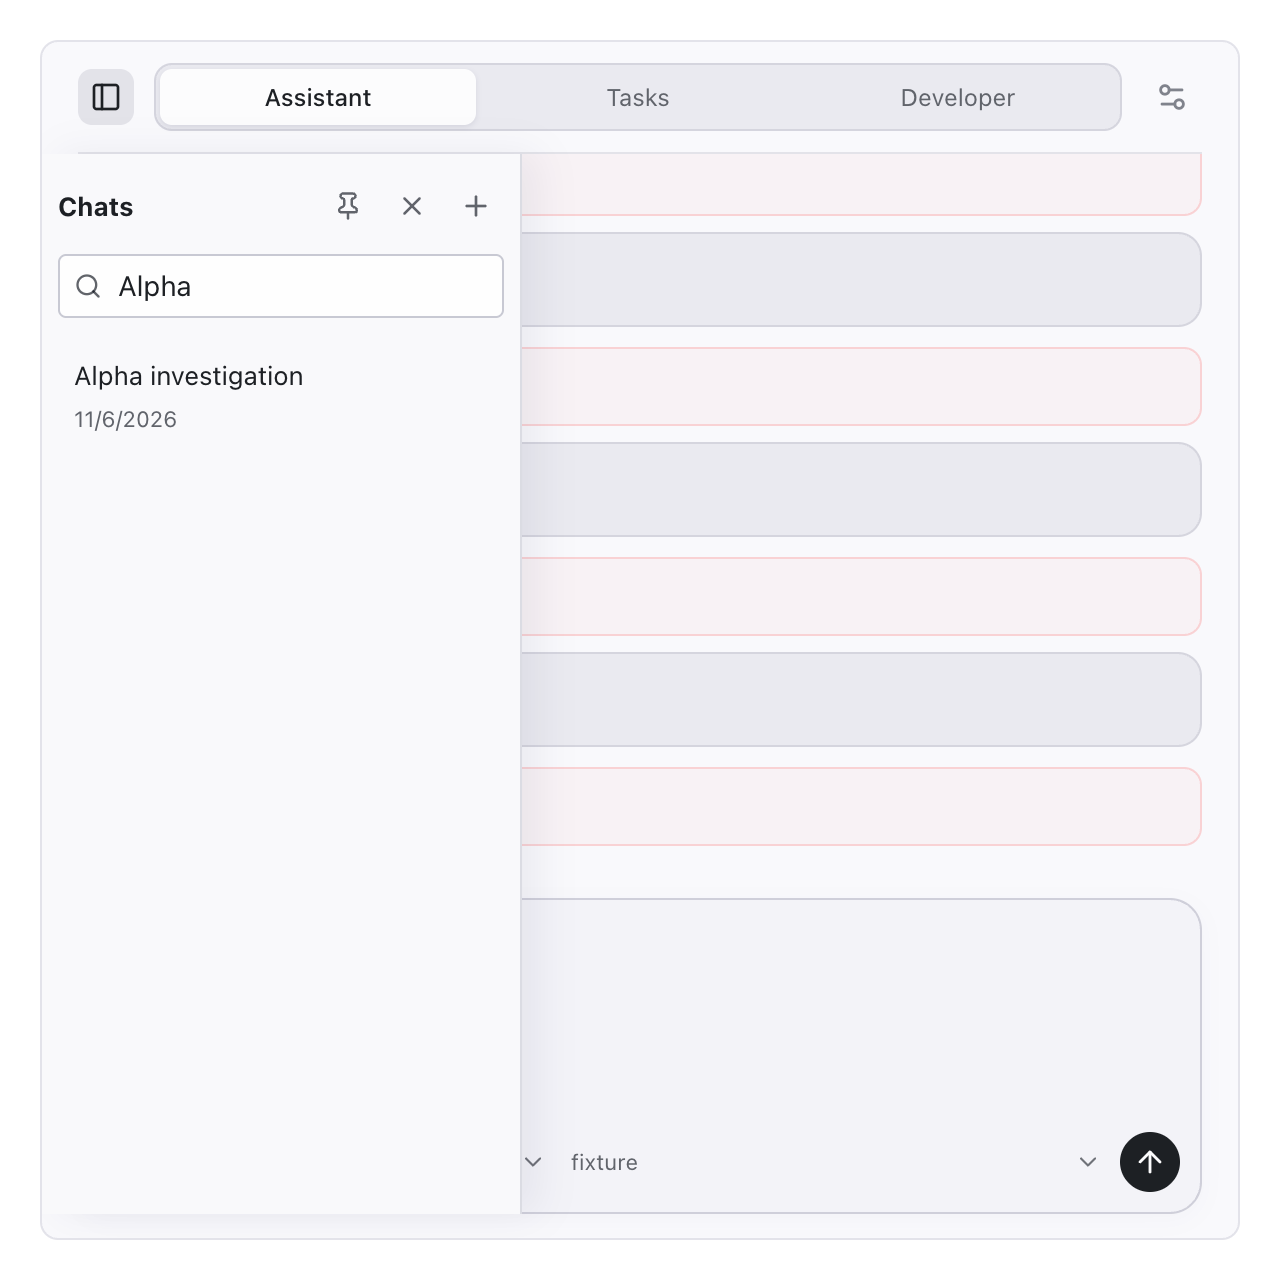 Assistant
Tasks
Developer
Chats
Alpha
Alpha investigation
11/6/2026
fixture